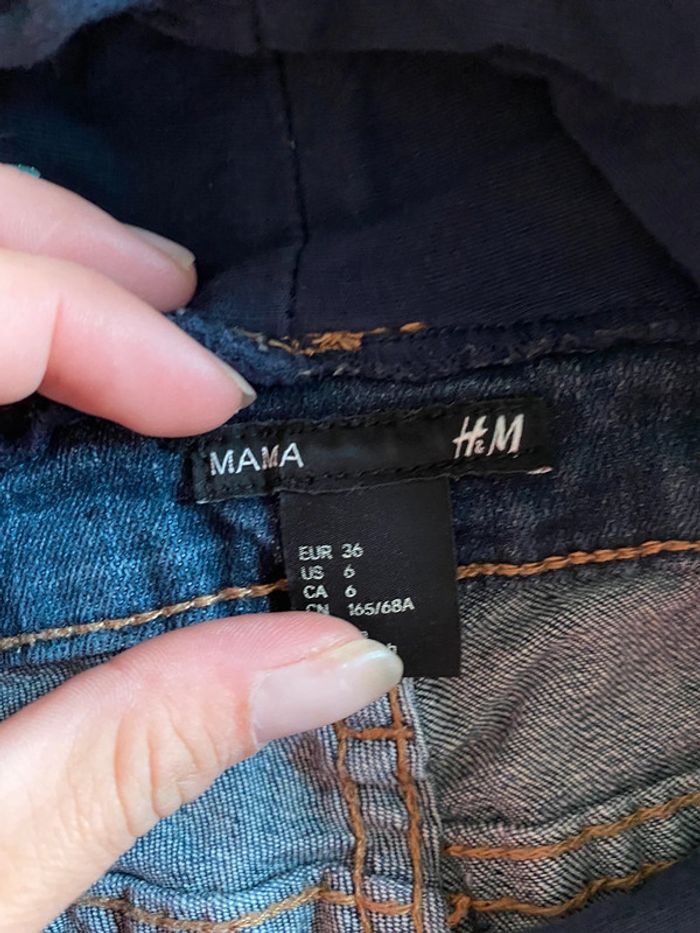 MAMA H&M
EUR 36
US 6
CA 6
CN 165/68A